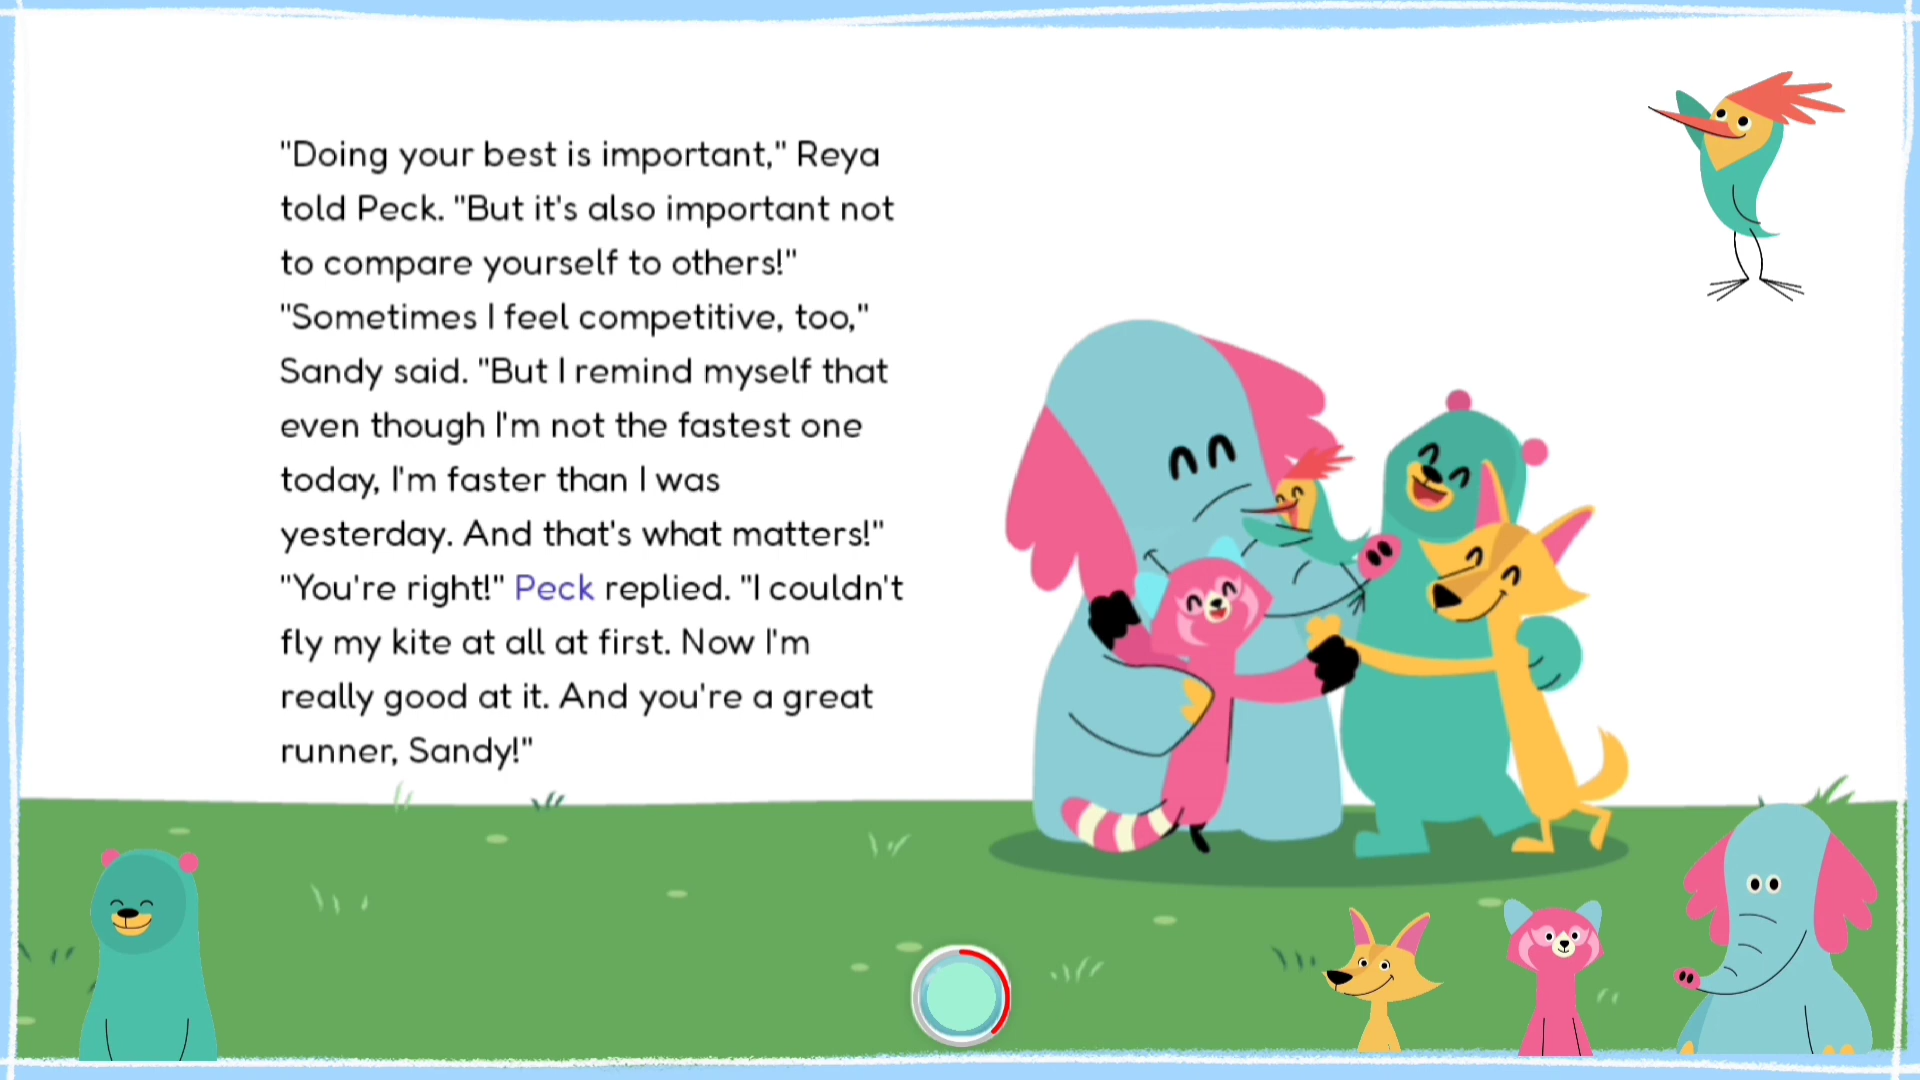 "Doing your best is important," Reya
told Peck. "But it's also important not
to compare yourself to others!"
"Sometimes I feel competitive, too,"
Sandy said. "But I remind myself that
even though I'm not the fastest one
today, I'm faster than I was
yesterday. And that's what matters!"
"You're right!" Peck replied. "I couldn't
fly my kite at all at first. Now I'm
really good at it. And you're a great
runner, Sandy!"